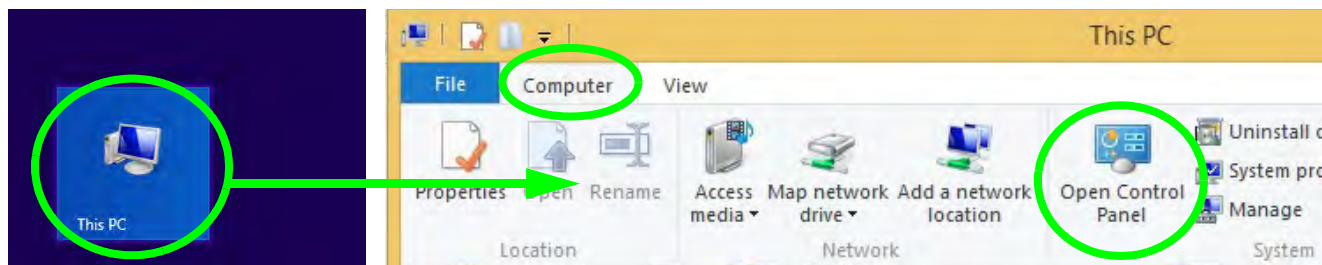 This PC
This PC
File Computer View
Properties Open Rename
Access media
Map network drive
Add a network location
Open Control Panel
Uninstall
System
Manage
Location Network System